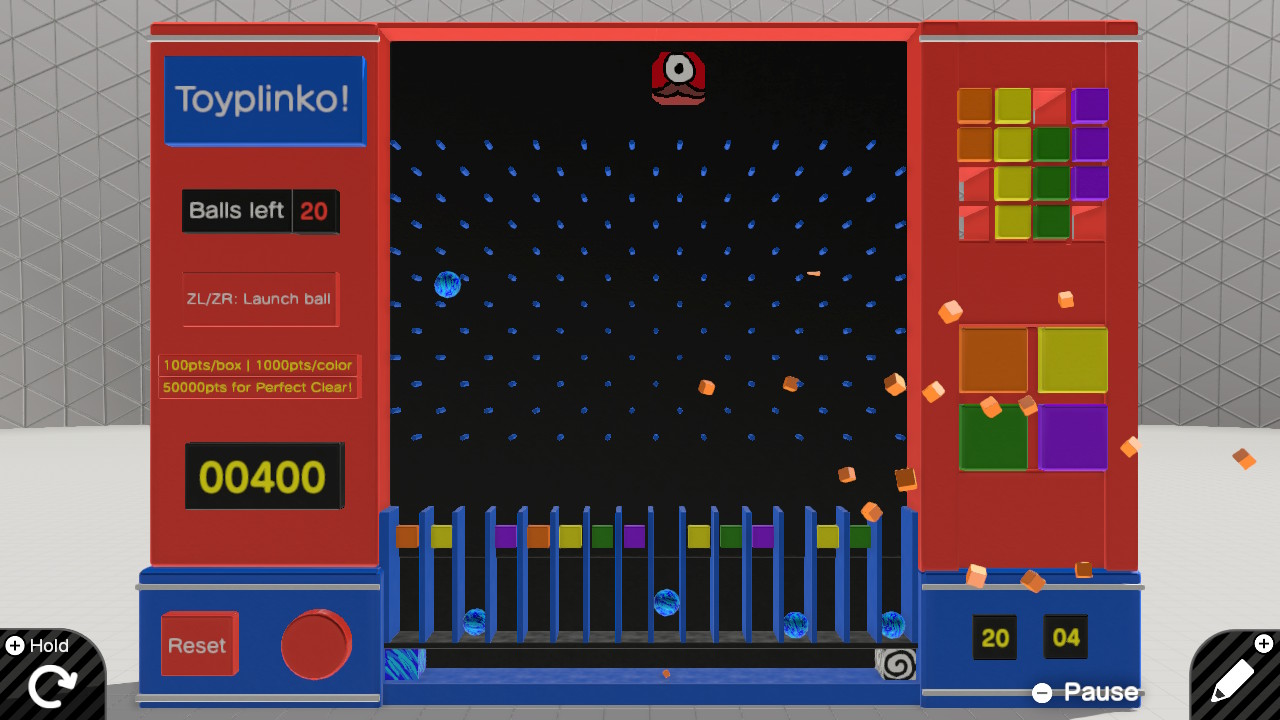 Toyplinko!
Balls left 20
ZL/ZR: Launch ball
100pts/box | 1000pts/color
50000pts for Perfect Clear!
00400
Reset
20 04
Hold
Pause